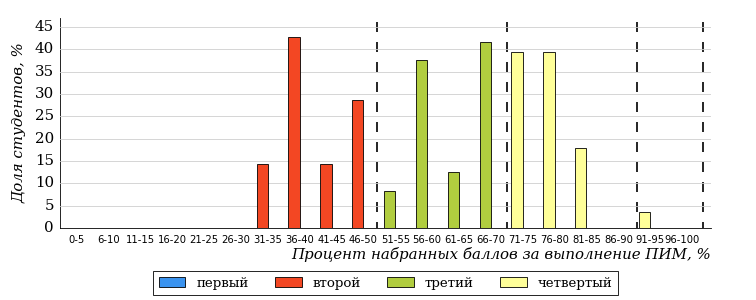 45
40
35
30
25
20
15
10
5
0
Доля студентов, %
0-5 6-10 11-15 16-20 21-25 26-30 31-35 36-40 41-45 46-50 51-55 56-60 61-65 66-70 71-75 76-80 81-85 86-90 91-95 96-100
Процент набранных баллов за выполнение ПИМ, %
первый второй третий четвертый